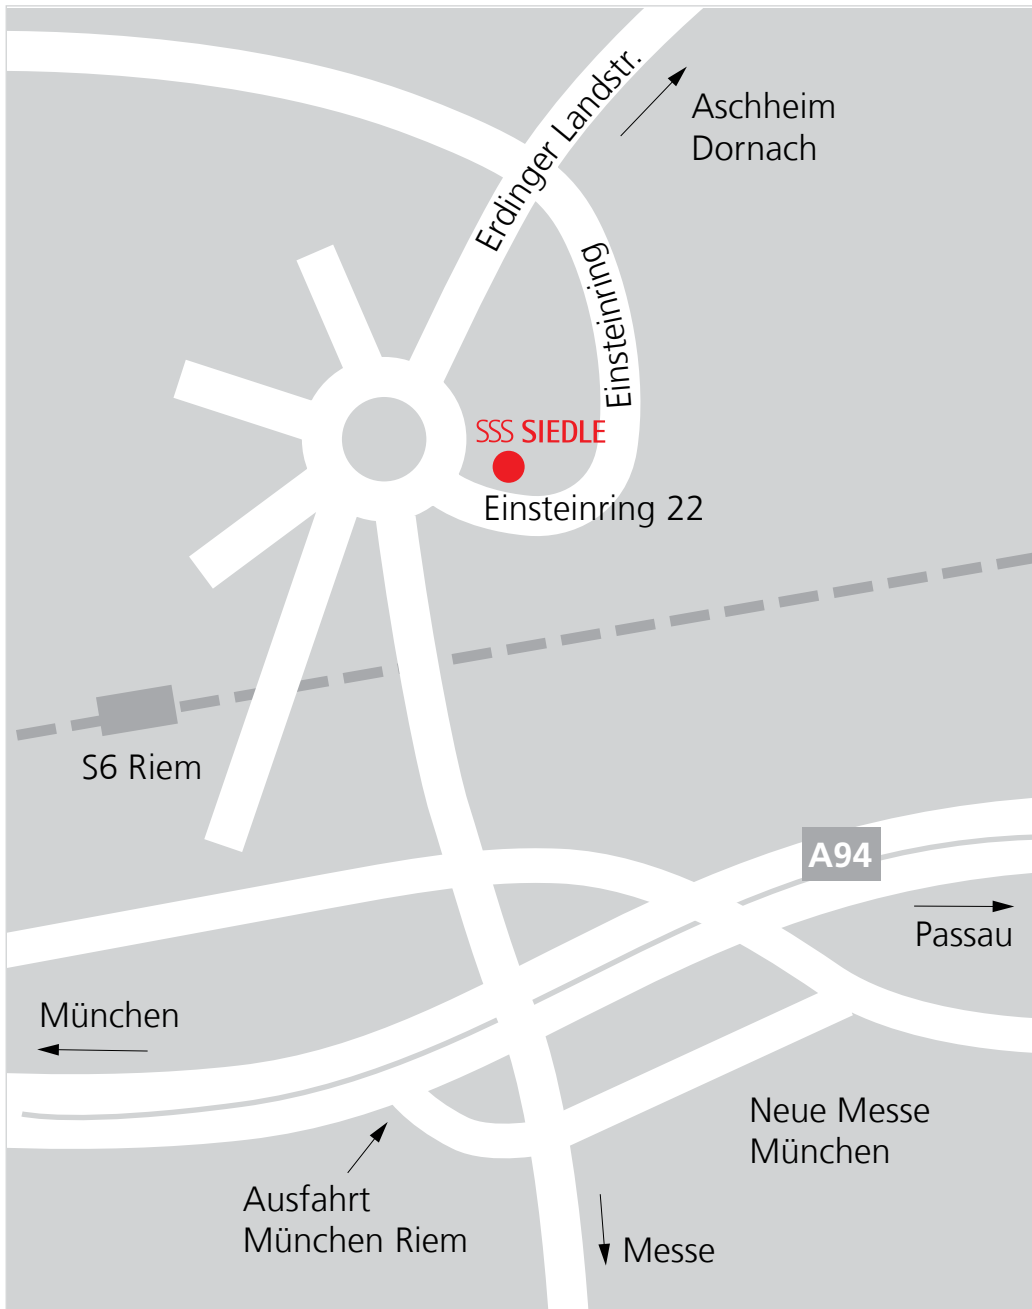 Erdinger Landstr.
Aschheim
Dornach
Einsteinring
SSS SIEDLE
Einsteinring 22
S6 Riem
A94
Passau
München
Neue Messe
München
Ausfahrt
München Riem
Messe